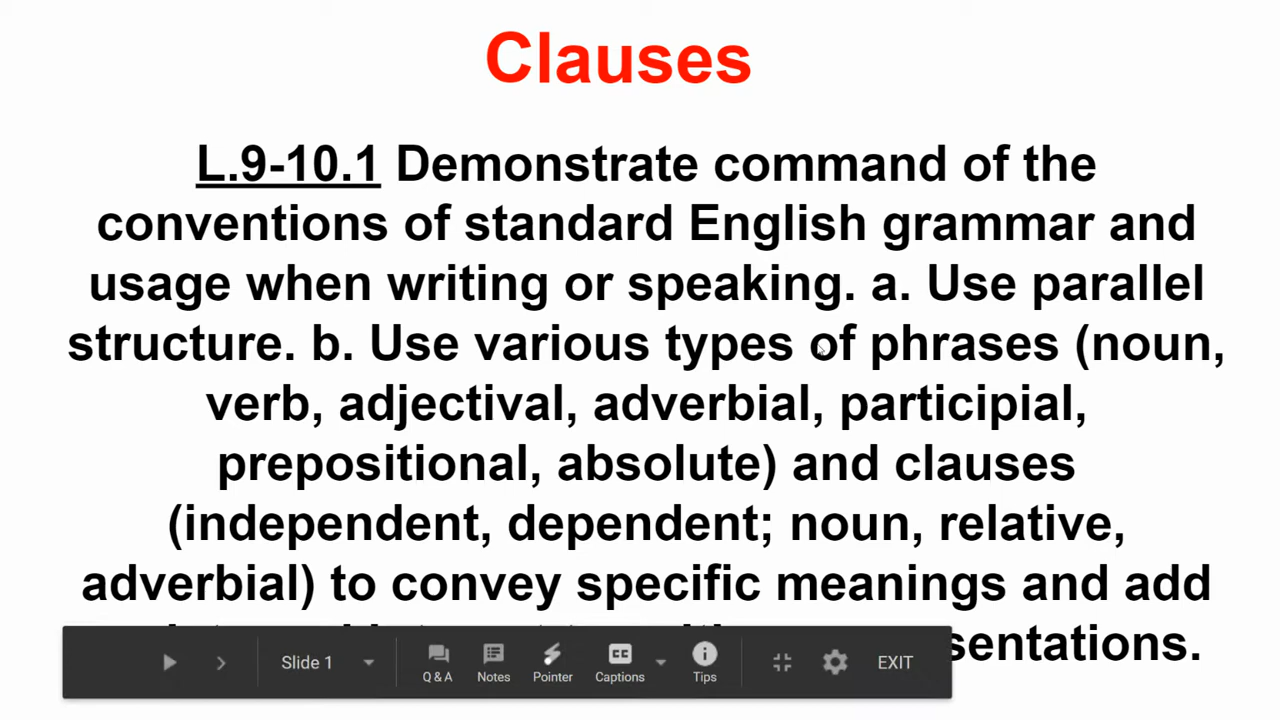 Clauses
L.9-10.1 Demonstrate command of the
conventions of standard English grammar and
usage when writing or speaking. a. Use parallel
structure. b. Use various types of phrases (noun,
verb, adjectival, adverbial, participial,
prepositional, absolute) and clauses
(independent, dependent; noun, relative,
adverbial) to convey specific meanings and add
Slide 1
Q & A
Notes
Pointer
CC
Captions
Tips
EXIT